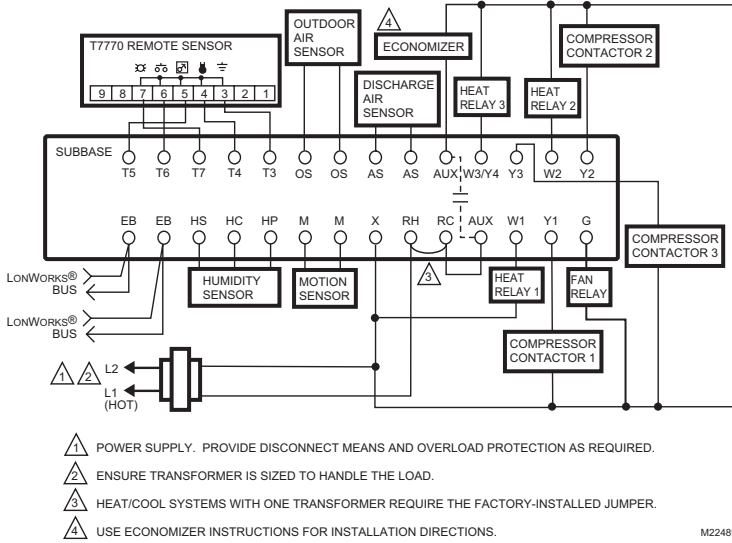 4
OUTDOOR
AIR
SENSOR
ECONOMIZER
COMPRESSOR
CONTACTOR 2
T7770 REMOTE SENSOR
9 8 7 6 5 4 3 2 1
DISCHARGE
AIR
SENSOR
HEAT
RELAY 3
HEAT
RELAY 2
SUBBASE
T5 T6 T7 T4 T3 OS OS AS AS AUX W3/Y4 Y3 W2 Y2
EB EB HS HC HP M M X RH RC AUX W1 Y1 G
COMPRESSOR
CONTACTOR 3
LONWORKS®
BUS
LONWORKS®
BUS
HUMIDITY
SENSOR
MOTION
SENSOR
3
HEAT
RELAY 1
FAN
RELAY
COMPRESSOR
CONTACTOR 1
1 2 L2
L1
(HOT)
1 POWER SUPPLY. PROVIDE DISCONNECT MEANS AND OVERLOAD PROTECTION AS REQUIRED.
2 ENSURE TRANSFORMER IS SIZED TO HANDLE THE LOAD.
3 HEAT/COOL SYSTEMS WITH ONE TRANSFORMER REQUIRE THE FACTORY-INSTALLED JUMPER.
4 USE ECONOMIZER INSTRUCTIONS FOR INSTALLATION DIRECTIONS.